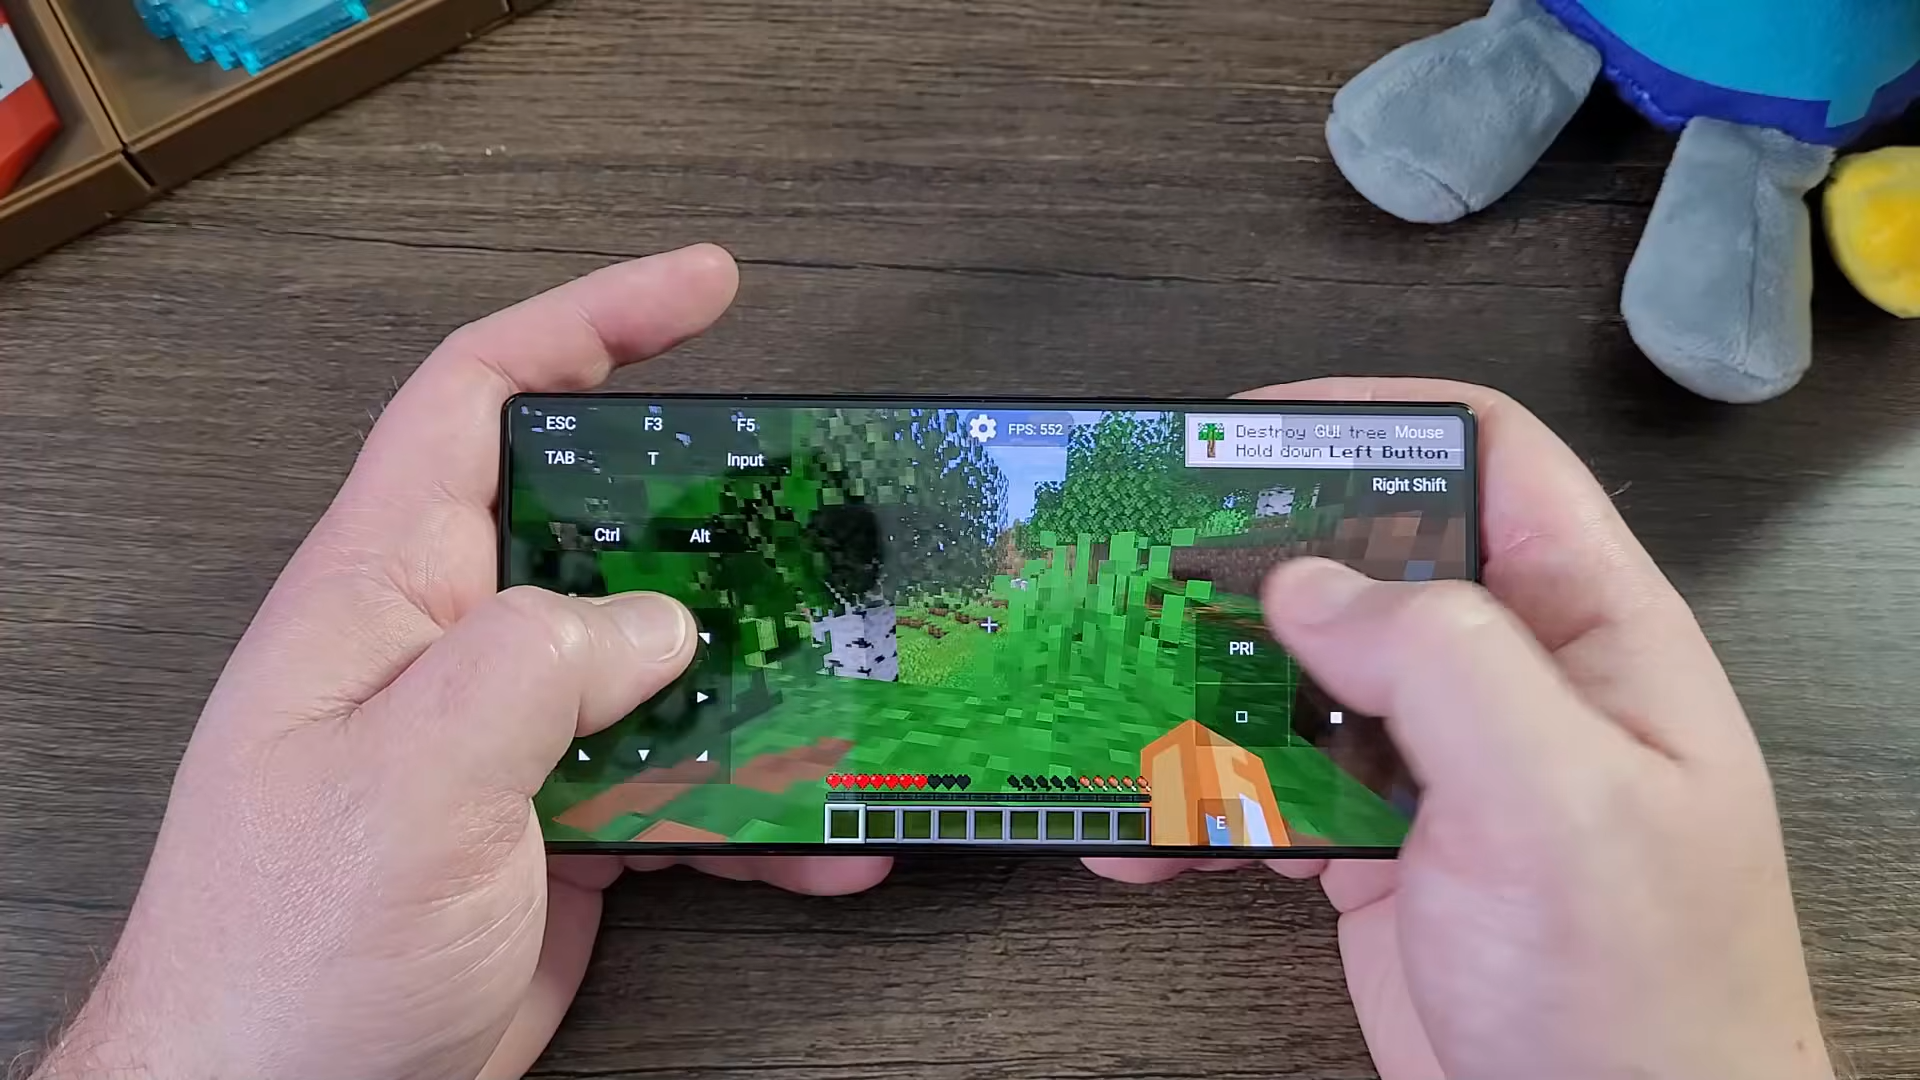 ESC F3 F5
FPS: 552
Destroy GUI tree Mouse
TAB T Input
Hold down Left Button
Right Shift
Ctrl Alt
PRI
E